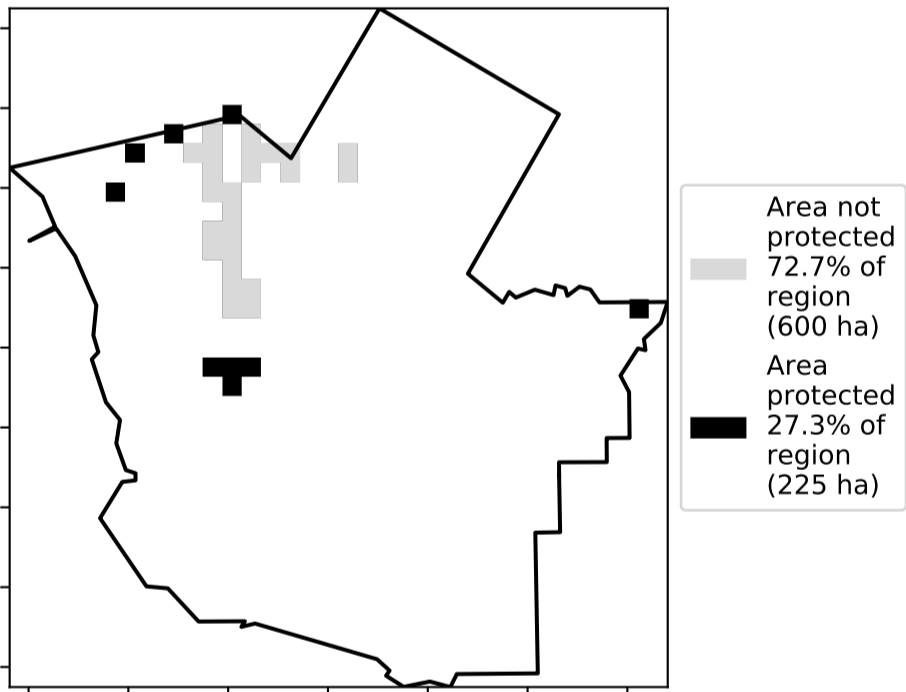 Area not
protected
72.7% of
region
(600 ha)
Area
protected
27.3% of
region
(225 ha)